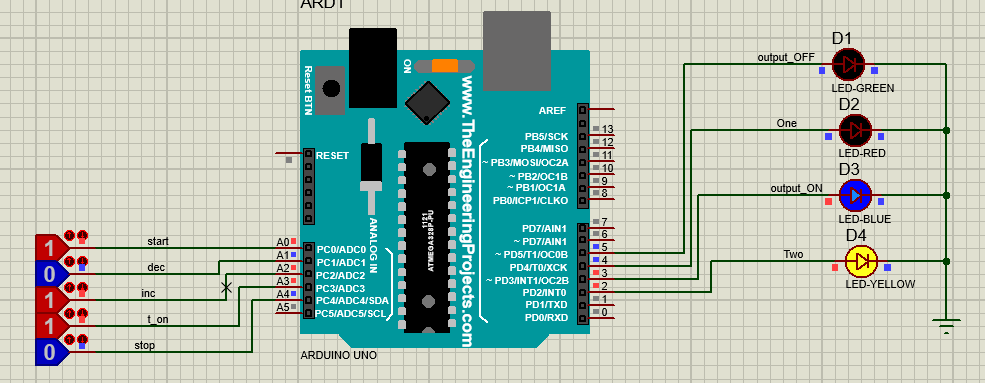 ARD1
ON
Reset BTN
www.TheEngineeringProjects.com
RESET
ANALOG IN
ATMEGA328P-PU
1121
AREF
PB5/SCK
PB4/MISO
~ PB3/MOSI/OC2A
~ PB2/OC1B
~ PB1/OC1A
PB0/ICP1/CLKO
13
12
11
10
9
8
PD7/AIN1
~ PD7/AIN1
~ PD5/T1/OC0B
PD4/T0/XCK
~ PD3/INT1/OC2B
PD2/INT0
PD1/TXD
PD0/RXD
7
6
5
4
3
2
1
0
A0
A1
A2
A3
A4
A5
PC0/ADC0
PC1/ADC1
PC2/ADC2
PC3/ADC3
PC4/ADC4/SDA
PC5/ADC5/SCL
ARDUINO UNO
1
start
0
dec
1
inc
1
t_on
0
stop
output_OFF
D1
LED-GREEN
One
D2
LED-RED
output_ON
D3
LED-BLUE
Two
D4
LED-YELLOW